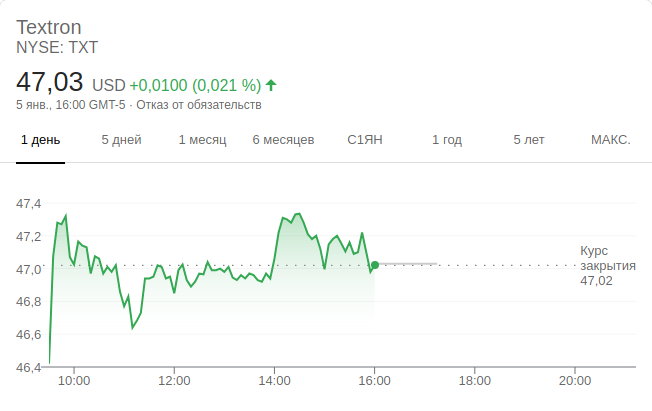 Textron
NYSE: TXT
47,03 USD +0,0100 (0,021 %)
5 янв., 16:00 GMT-5 · Отказ от обязательств
1 день 5 дней 1 месяц 6 месяцев С1ЯН 1 год 5 лет МАКС.
47,4
47,2
47,0
46,8
46,6
46,4
Курс
закрытия
47,02
10:00 12:00 14:00 16:00 18:00 20:00